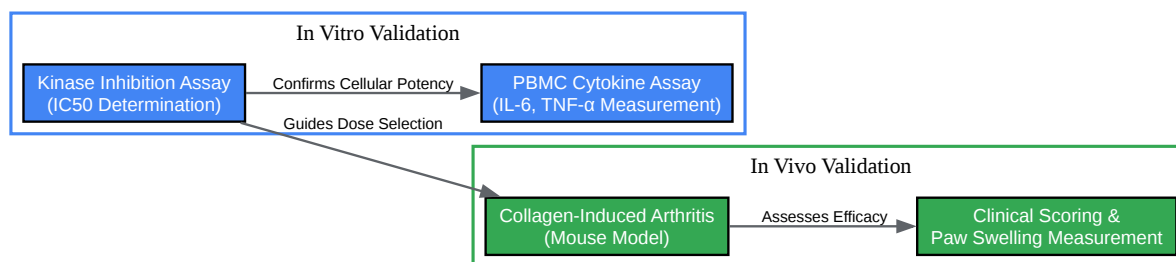 In Vitro Validation
Kinase Inhibition Assay
(IC50 Determination)
Confirms Cellular Potency
PBMC Cytokine Assay
(IL-6, TNF-α Measurement)
Guides Dose Selection
In Vivo Validation
Collagen-Induced Arthritis
(Mouse Model)
Assesses Efficacy
Clinical Scoring &
Paw Swelling Measurement